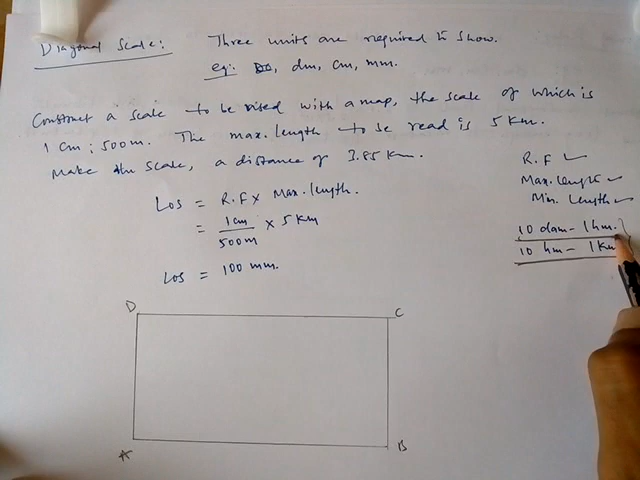 Diagonal Scale: Three units are required to show.
eg: dm, cm, mm.
Construct a scale to be used with a map, the scale of which is
1 cm : 500m. The max. length to be read is 5 Km.
Make the scale, a distance of 3.85 Km.
LOS = R.F x Max. length.
= 1cm / 500m x 5 Km
LOS = 100 mm.
R.F ✓
Max. length ✓
Min. length ✓
10 dam - 1 hm.
10 hm - 1 Km
D C
A B